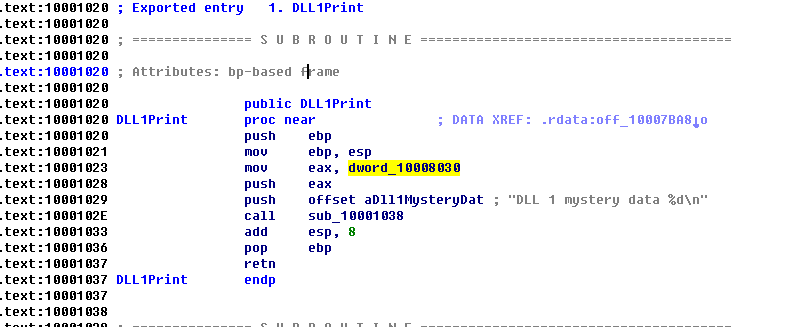 .text:10001020 ; Exported entry   1. DLL1Print
.text:10001020
.text:10001020 ; =============== S U B R O U T I N E =======================================
.text:10001020
.text:10001020 ; Attributes: bp-based frame
.text:10001020
.text:10001020                 public DLL1Print
.text:10001020 DLL1Print       proc near               ; DATA XREF: .rdata:off_10007BA8↓o
.text:10001020                 push    ebp
.text:10001021                 mov     ebp, esp
.text:10001023                 mov     eax, dword_10008030
.text:10001028                 push    eax
.text:10001029                 push    offset aDll1MysteryDat ; "DLL 1 mystery data %d\n"
.text:1000102E                 call    sub_10001038
.text:10001033                 add     esp, 8
.text:10001036                 pop     ebp
.text:10001037                 retn
.text:10001037 DLL1Print       endp
.text:10001037
.text:10001038
.text:10001038 ; =============== S U B R O U T I N E =======================================